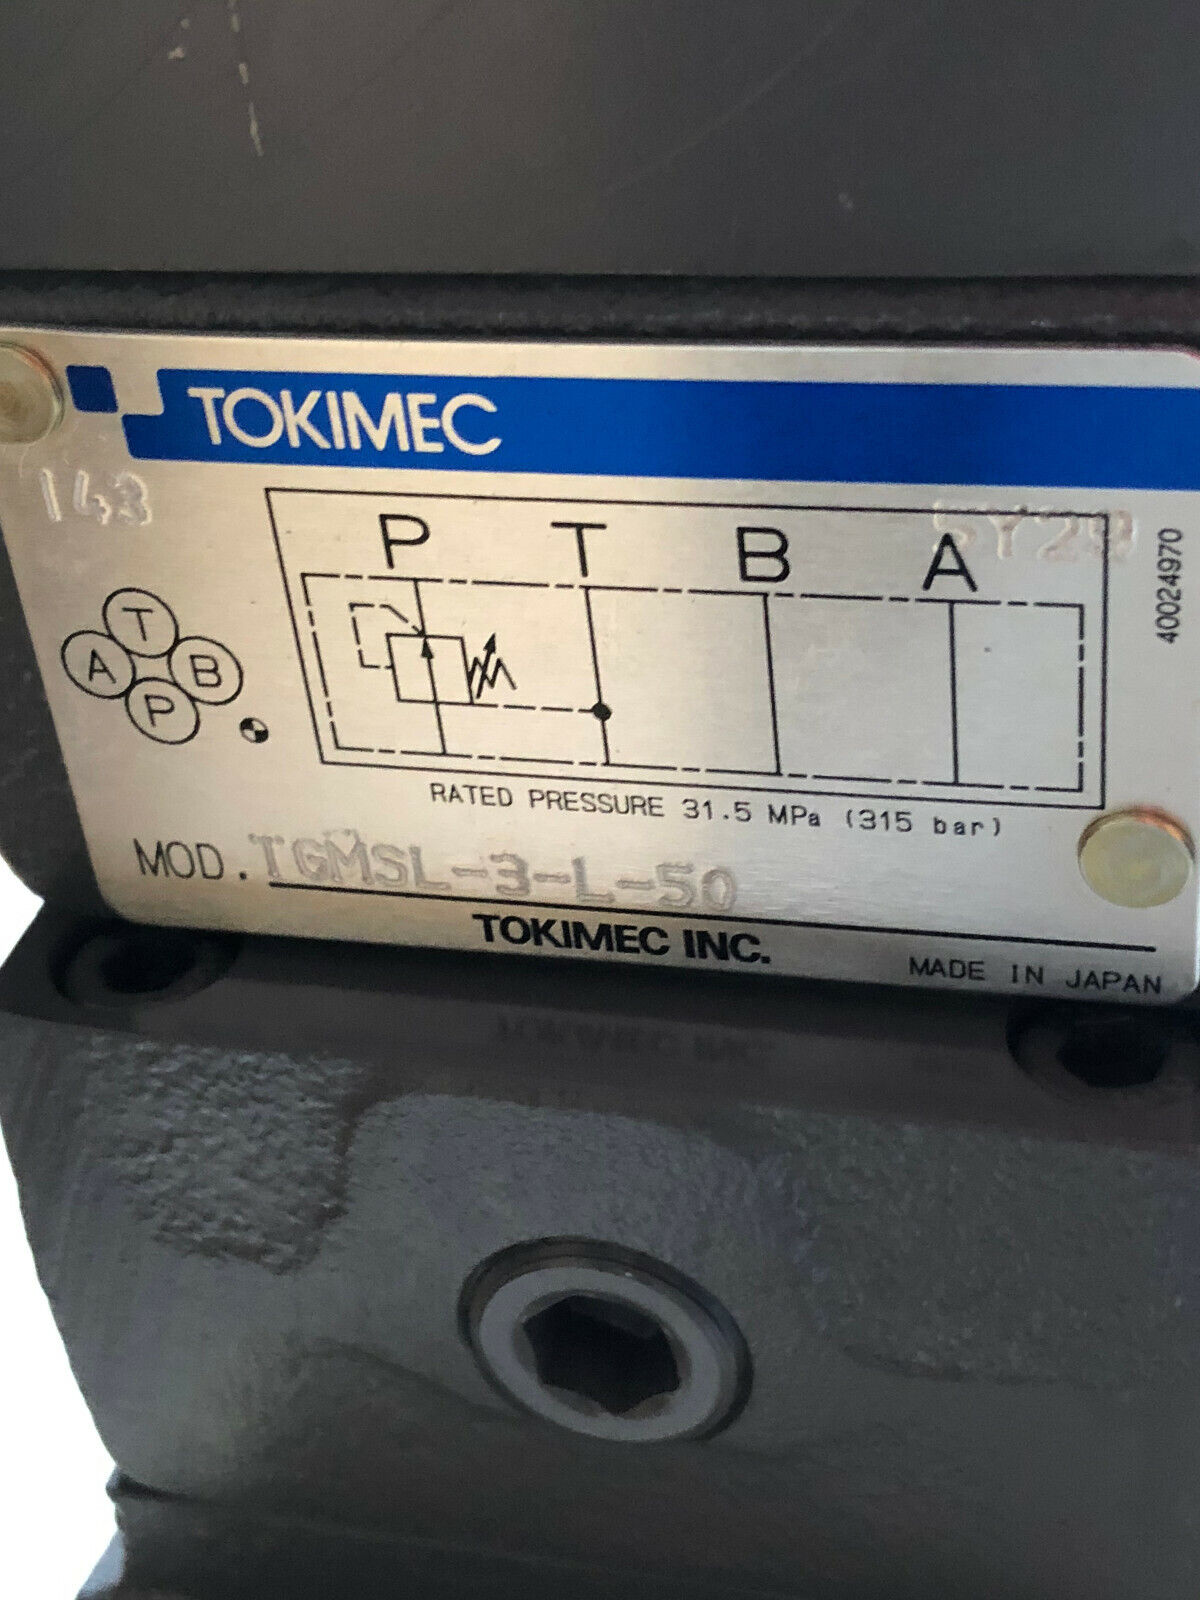 TOKIMEC
143
P T B A
40024970
T
A B
P
RATED PRESSURE 31.5 MPa (315 bar)
MOD. TGMSL-3-L-50
TOKIMEC INC.
MADE IN JAPAN